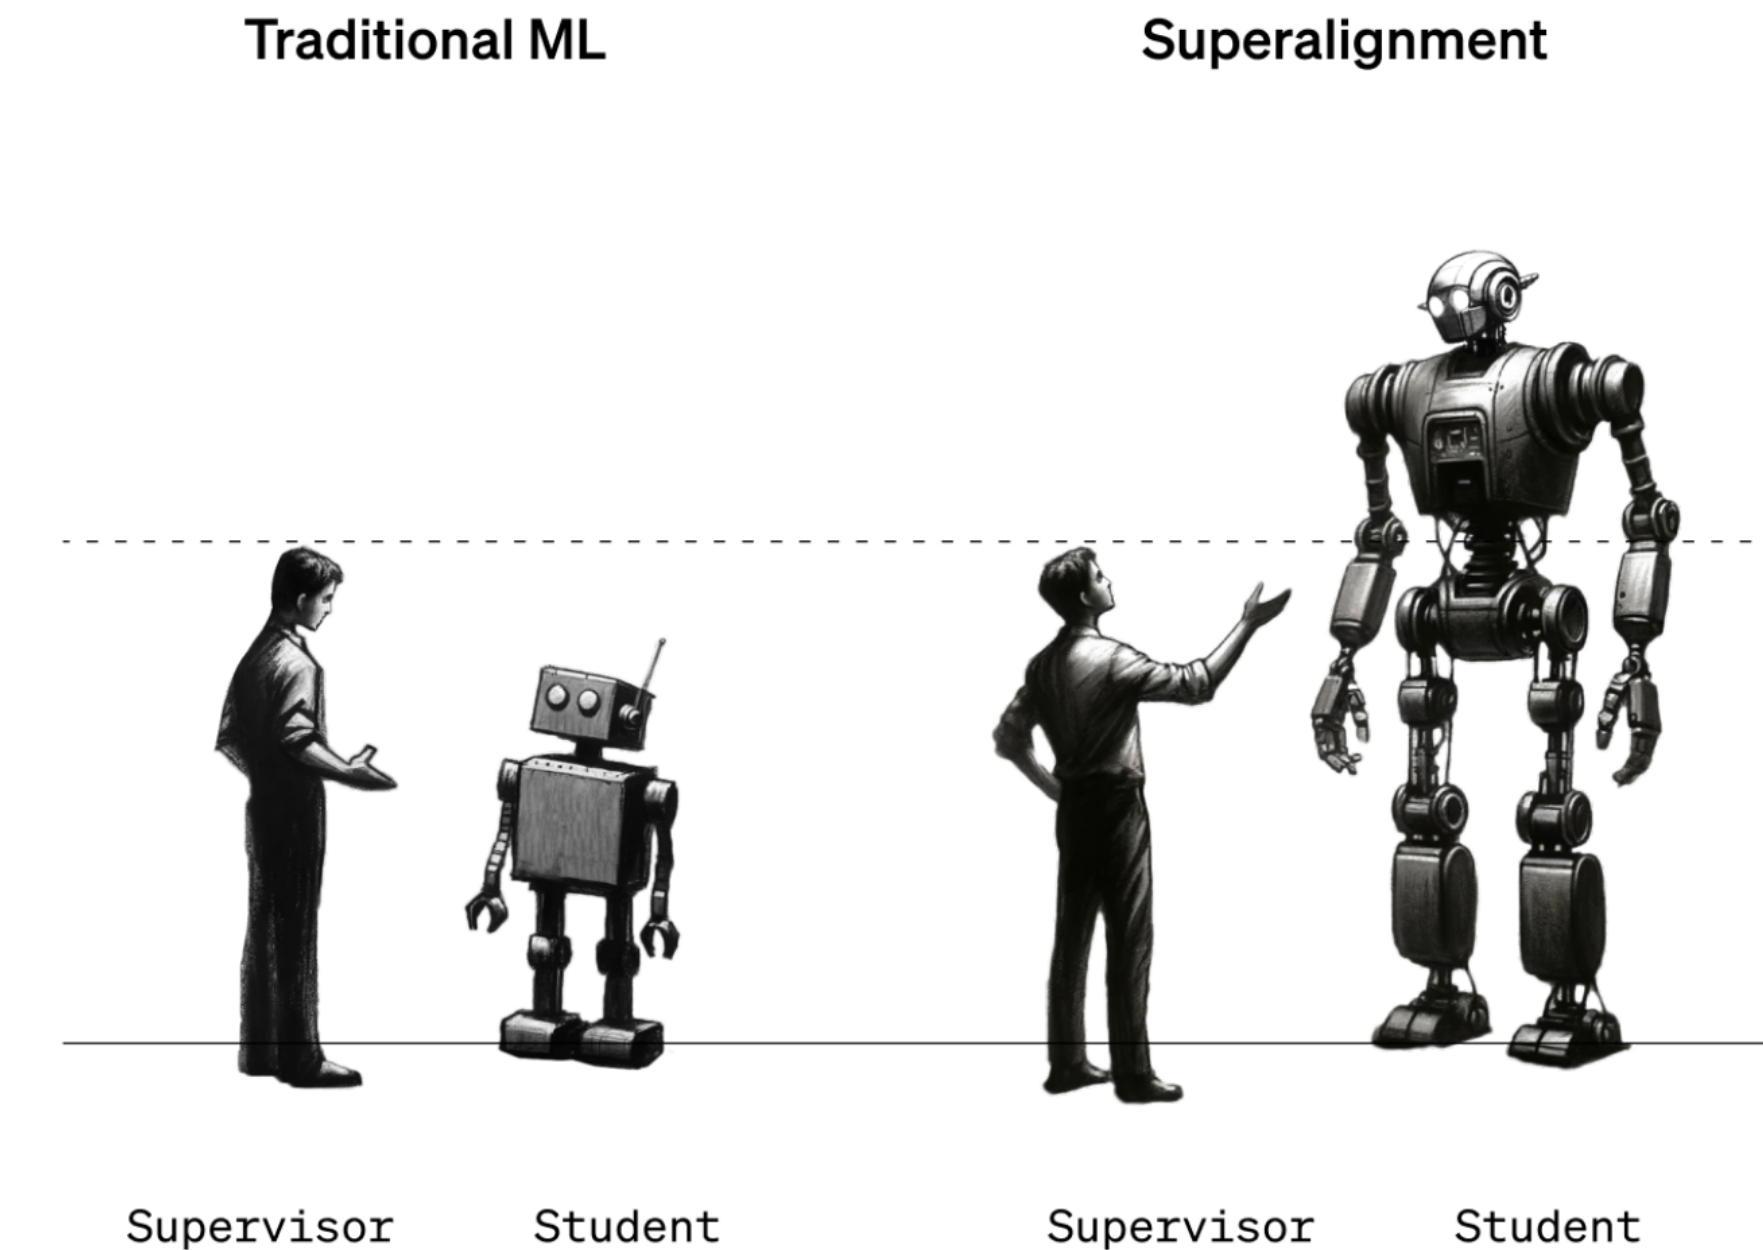 Traditional ML
Superalignment
Supervisor
Student
Supervisor
Student